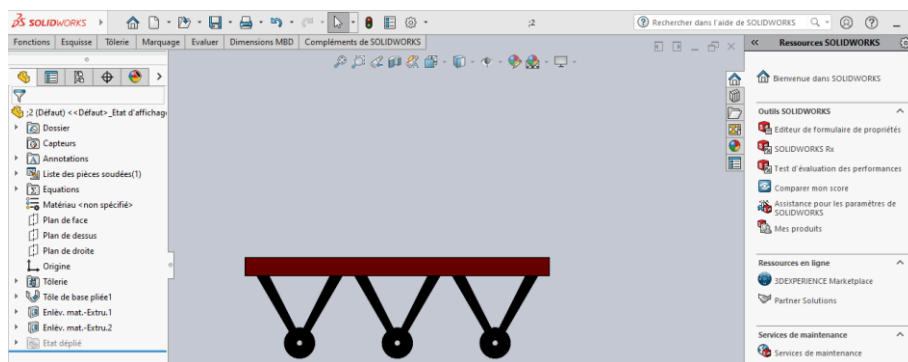 SOLIDWORKS
;2
Rechercher dans l'aide de SOLIDWORKS
Fonctions
Esquisse
Tôlerie
Marquage
Evaluer
Dimensions MBD
Compléments de SOLIDWORKS
;2 (Défaut) <<Défaut>_Etat d'affichag
Dossier
Capteurs
Annotations
Liste des pièces soudées(1)
Equations
Matériau <non spécifié>
Plan de face
Plan de dessus
Plan de droite
Origine
Tôlerie
Tôle de base pliée1
Enlèv. mat.-Extru.1
Enlèv. mat.-Extru.2
Etat déplié
Ressources SOLIDWORKS
Bienvenue dans SOLIDWORKS
Outils SOLIDWORKS
Editeur de formulaire de propriétés
SOLIDWORKS Rx
Test d'évaluation des performances
Comparer mon score
Assistance pour les paramètres de
SOLIDWORKS
Mes produits
Ressources en ligne
3DEXPERIENCE Marketplace
Partner Solutions
Services de maintenance
Services de maintenance